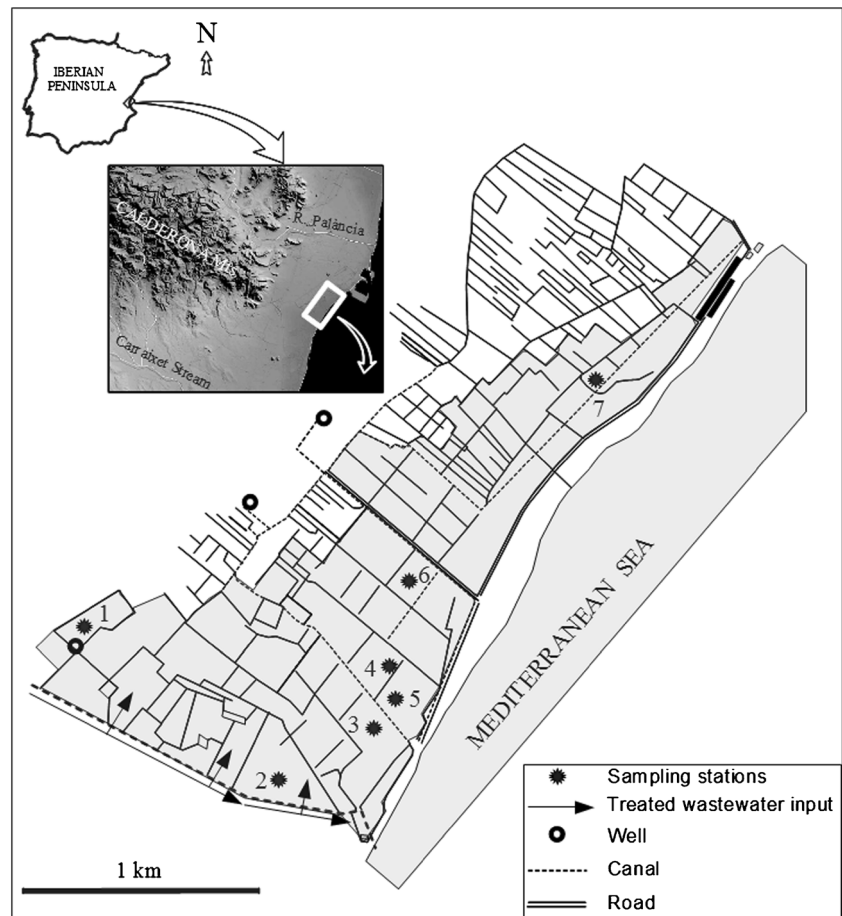 N
IBERIAN
PENINSULA
CALDERONA MS
R. Palància
Carraixet Stream
7
6
1
4
5
3
2
MEDITERRANEAN SEA
Sampling stations
Treated wastewater input
Well
Canal
Road
1 km